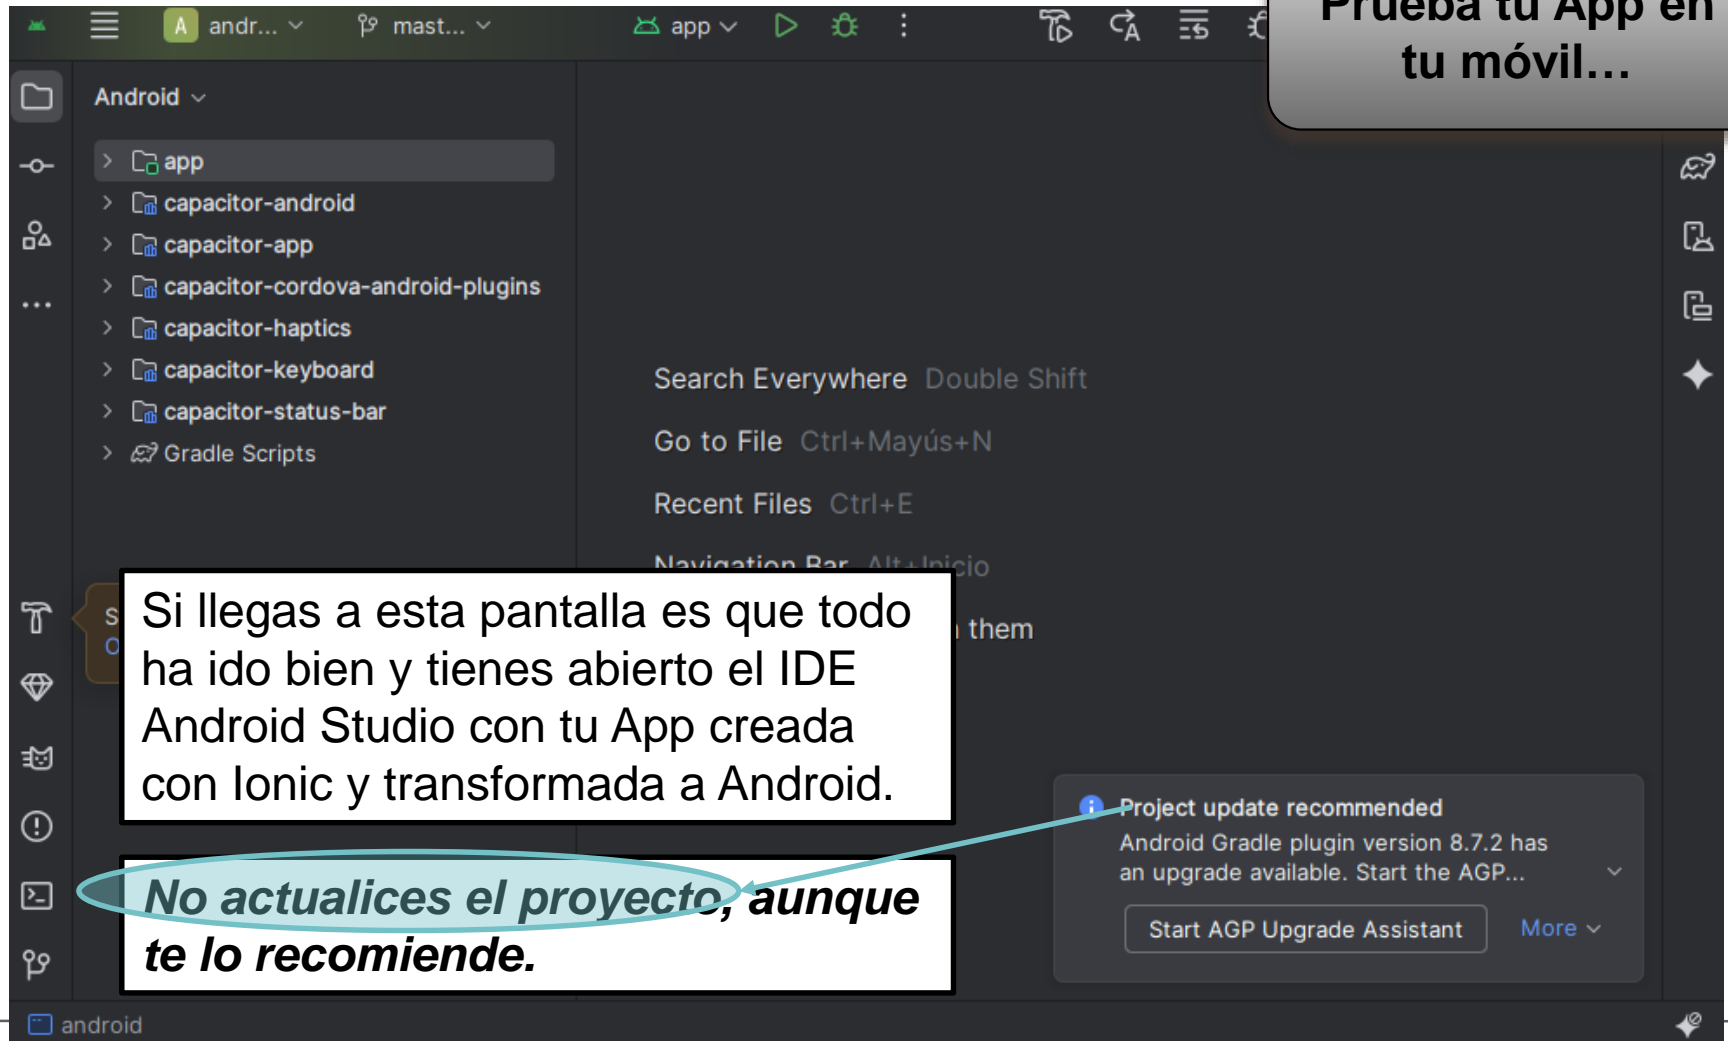 Prueba tu App en
tu móvil...
A andr...
mast...
app
Android
app
capacitor-android
capacitor-app
capacitor-cordova-android-plugins
capacitor-haptics
capacitor-keyboard
capacitor-status-bar
Gradle Scripts
Search Everywhere Double Shift
Go to File Ctrl+Mayús+N
Recent Files Ctrl+E
Navigation Bar Alt+Inicio
them
Si llegas a esta pantalla es que todo
ha ido bien y tienes abierto el IDE
Android Studio con tu App creada
con Ionic y transformada a Android.
No actualices el proyecto, aunque
te lo recomiende.
Project update recommended
Android Gradle plugin version 8.7.2 has
an upgrade available. Start the AGP...
Start AGP Upgrade Assistant
More
android